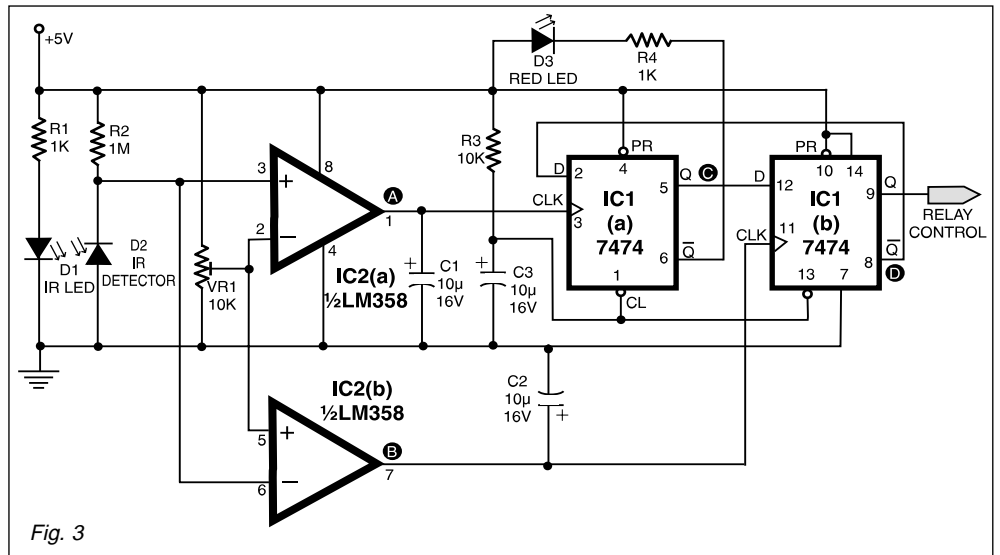 +5V
R1
1K
R2
1M
D1
IR LED
D2
IR
DETECTOR
VR1
10K
3
+
2
−
8
4
A
1
IC2(a)
½LM358
C1
10µ
16V
+
R3
10K
C3
10µ
16V
+
D3
RED LED
R4
1K
D
2
CLK
3
PR
4
IC1
(a)
7474
Q
C
5
Q
6
1
CL
D
12
CLK
11
PR
10
14
IC1
(b)
7474
Q
9
RELAY
CONTROL
Q
8
D
13
7
IC2(b)
½LM358
5
+
6
−
B
7
C2
10µ
16V
+
Fig. 3